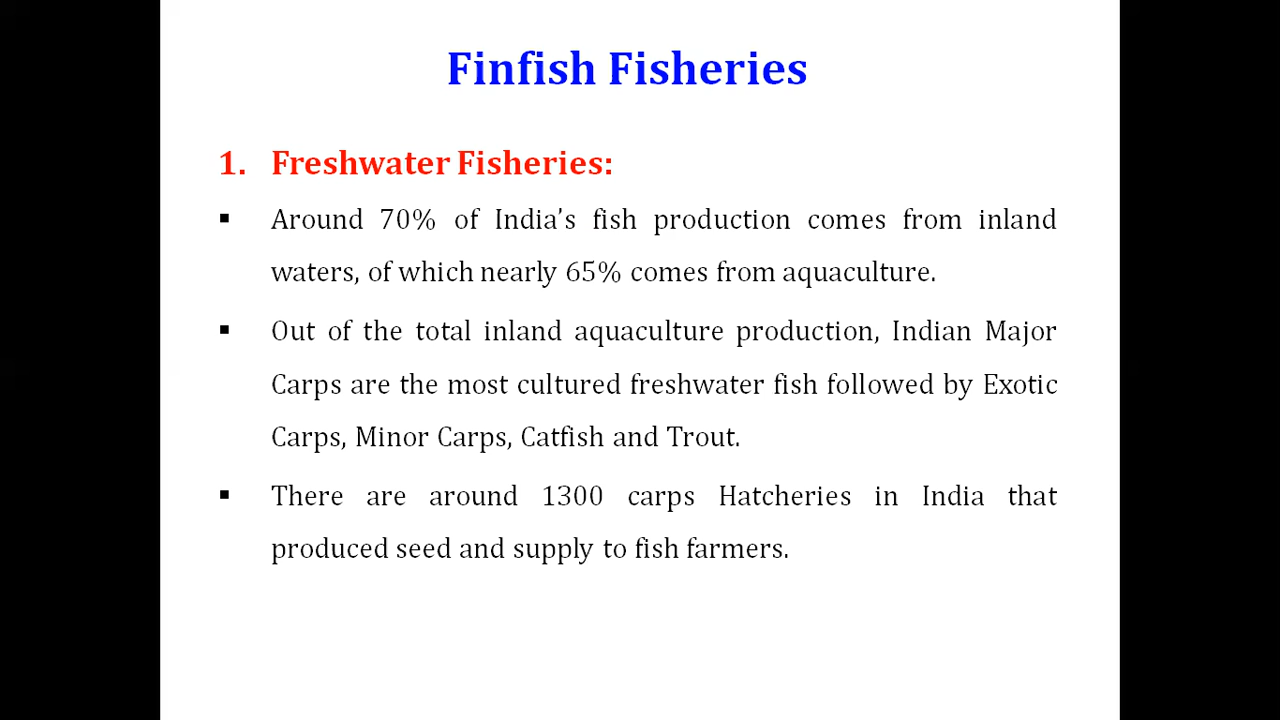 Finfish Fisheries
1. Freshwater Fisheries:
▪ Around 70% of India's fish production comes from inland
waters, of which nearly 65% comes from aquaculture.
▪ Out of the total inland aquaculture production, Indian Major
Carps are the most cultured freshwater fish followed by Exotic
Carps, Minor Carps, Catfish and Trout.
▪ There are around 1300 carps Hatcheries in India that
produced seed and supply to fish farmers.